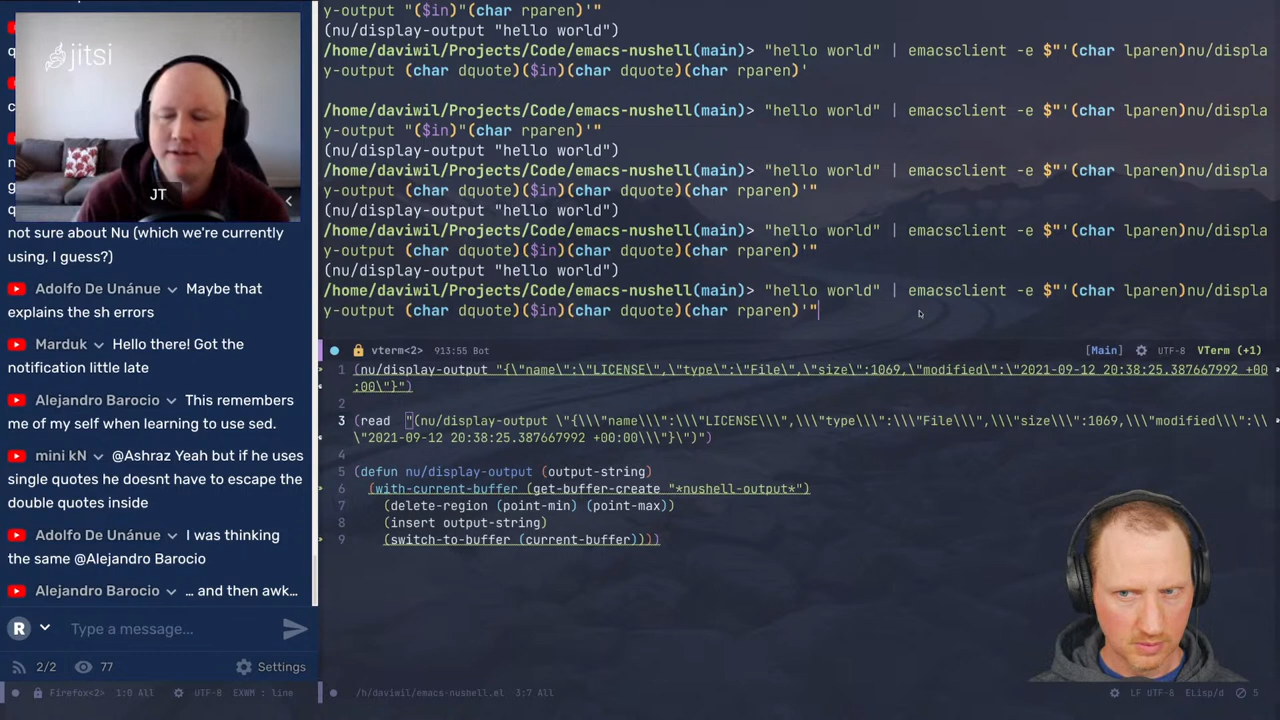 jitsi
JT
not sure about Nu (which we're currently
using, I guess?)
Adolfo De Unánue Maybe that
explains the sh errors
Marduk Hello there! Got the
notification little late
Alejandro Barocio This remembers
me of my self when learning to use sed.
mini kN @Ashraz Yeah but if he uses
single quotes he doesnt have to escape the
double quotes inside
Adolfo De Unánue I was thinking
the same @Alejandro Barocio
Alejandro Barocio … and then awk…
R Type a message...
2/2 77 Settings
Firefox<2> 1:0 All UTF-8 EXWM : line
y-output "($in)"(char rparen)'"
(nu/display-output "hello world")
/home/daviwil/Projects/Code/emacs-nushell(main)> "hello world" | emacsclient -e $"'(char lparen)nu/displa
y-output (char dquote)($in)(char dquote)(char rparen)'
/home/daviwil/Projects/Code/emacs-nushell(main)> "hello world" | emacsclient -e $"'(char lparen)nu/displa
y-output "($in)"(char rparen)'"
(nu/display-output "hello world")
/home/daviwil/Projects/Code/emacs-nushell(main)> "hello world" | emacsclient -e $"'(char lparen)nu/displa
y-output (char dquote)($in)(char dquote)(char rparen)'"
(nu/display-output "hello world")
/home/daviwil/Projects/Code/emacs-nushell(main)> "hello world" | emacsclient -e $"'(char lparen)nu/displa
y-output (char dquote)($in)(char dquote)(char rparen)'"
(nu/display-output "hello world")
/home/daviwil/Projects/Code/emacs-nushell(main)> "hello world" | emacsclient -e $"'(char lparen)nu/displa
y-output (char dquote)($in)(char dquote)(char rparen)'"
vterm<2> 913:55 Bot [Main] UTF-8 VTerm (+1)
1 (nu/display-output "{\"name\":\"LICENSE\",\"type\":\"File\",\"size\":1069,\"modified\":\"2021-09-12 20:38:25.387667992 +00
:00\"}")
2
3 (read "(nu/display-output \"{\\\"name\\\":\\\"LICENSE\\\",\\\"type\\\":\\\"File\\\",\\\"size\\\":1069,\\\"modified\\\":\\
\"2021-09-12 20:38:25.387667992 +00:00\\\"}\")")
4
5 (defun nu/display-output (output-string)
6 (with-current-buffer (get-buffer-create "*nushell-output*")
7 (delete-region (point-min) (point-max))
8 (insert output-string)
9 (switch-to-buffer (current-buffer))))
/h/daviwil/emacs-nushell.el 3:7 All LF UTF-8 ELisp/d 5